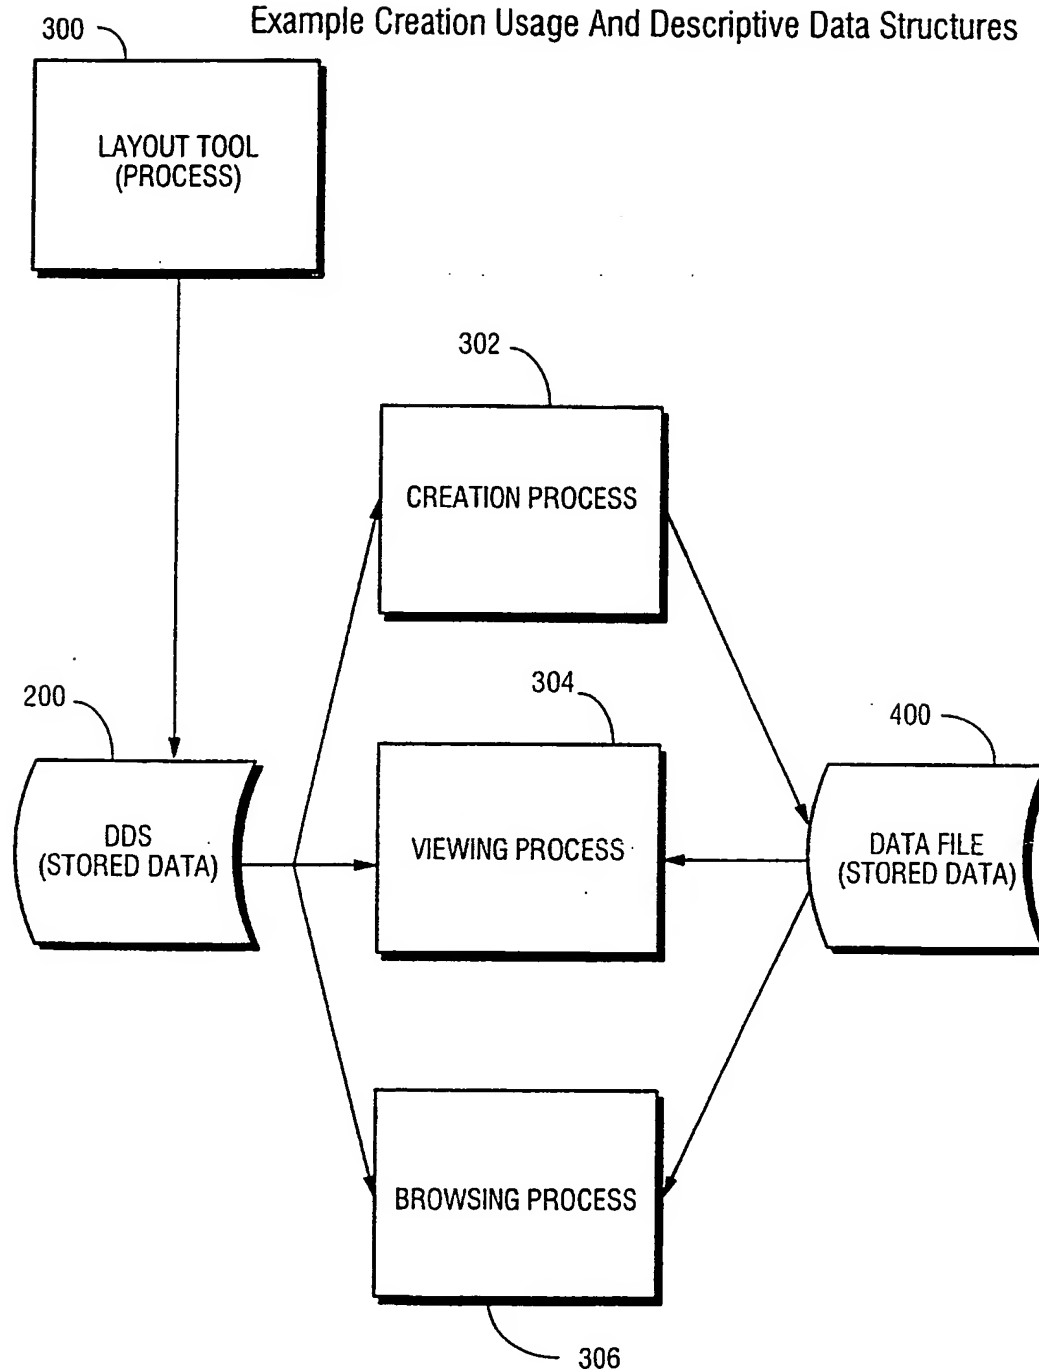 Example Creation Usage And Descriptive Data Structures
300
LAYOUT TOOL
(PROCESS)
302
CREATION PROCESS
200
DDS
(STORED DATA)
304
VIEWING PROCESS
400
DATA FILE
(STORED DATA)
BROWSING PROCESS
306